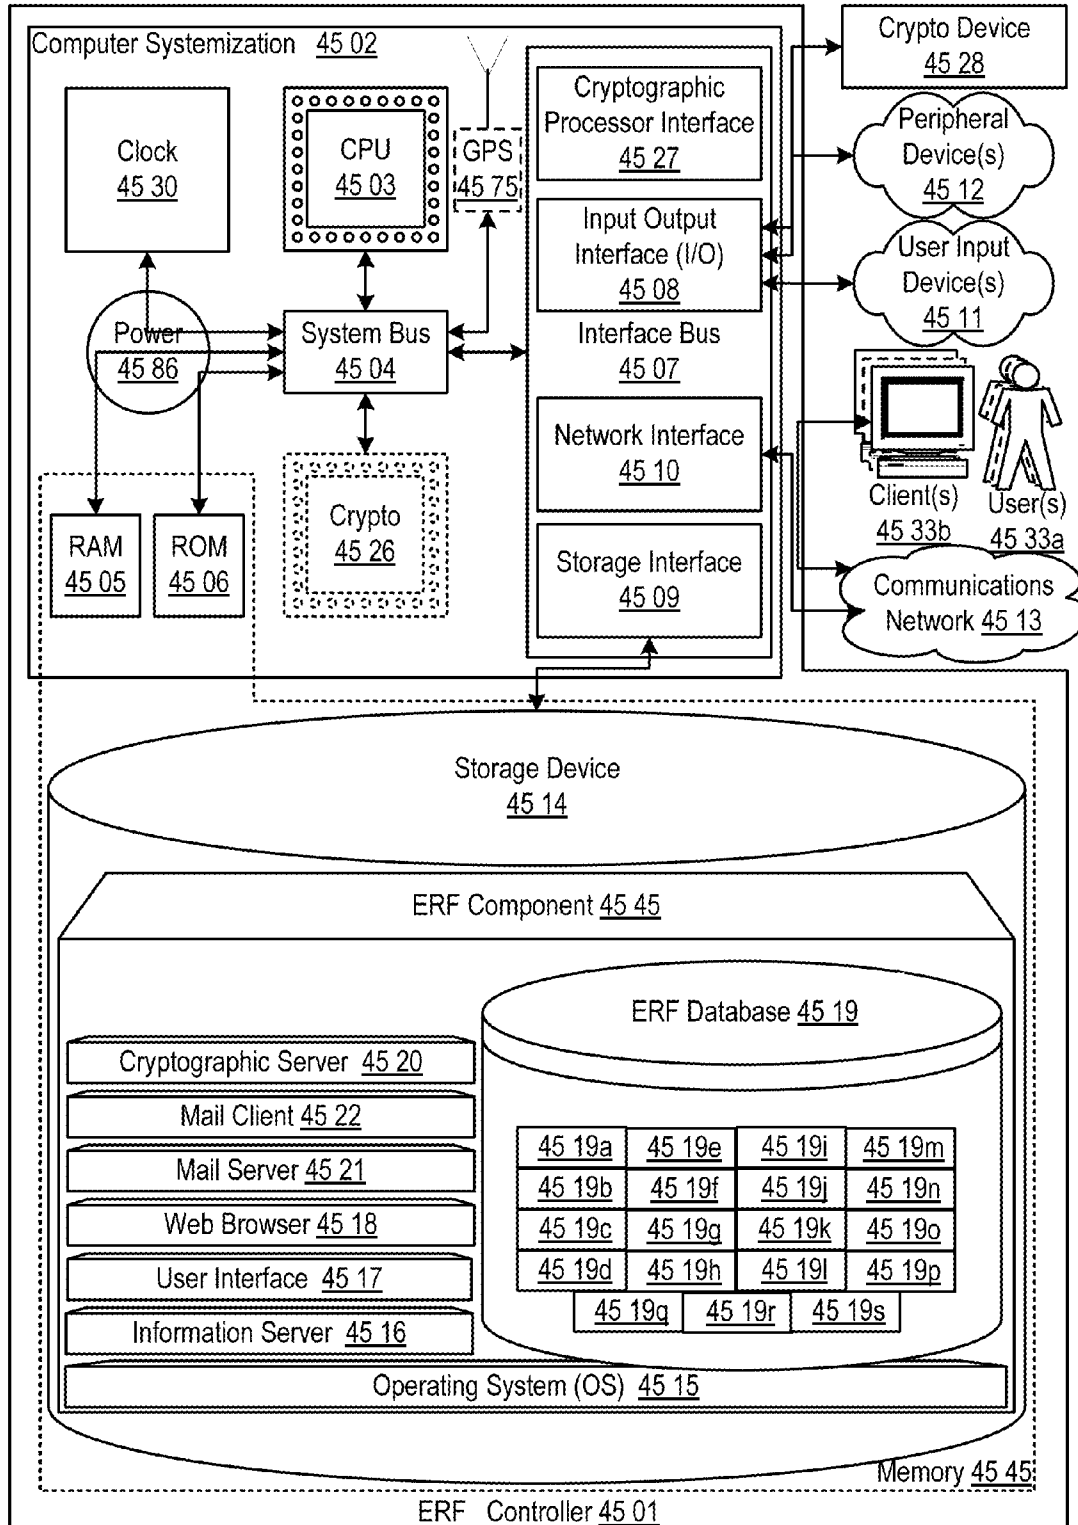 Computer Systemization 45 02
Clock
45 30
CPU
45 03
GPS
45 75
Cryptographic
Processor Interface
45 27
Input Output
Interface (I/O)
45 08
Power
45 86
System Bus
45 04
Interface Bus
45 07
Network Interface
45 10
RAM
45 05
ROM
45 06
Crypto
45 26
Storage Interface
45 09
Crypto Device
45 28
Peripheral
Device(s)
45 12
User Input
Device(s)
45 11
Client(s)
45 33b
User(s)
45 33a
Communications
Network 45 13
Storage Device
45 14
ERF Component 45 45
ERF Database 45 19
Cryptographic Server 45 20
Mail Client 45 22
Mail Server 45 21
Web Browser 45 18
User Interface 45 17
Information Server 45 16
45 19a 45 19e 45 19i 45 19m
45 19b 45 19f 45 19j 45 19n
45 19c 45 19g 45 19k 45 19o
45 19d 45 19h 45 19l 45 19p
45 19q 45 19r 45 19s
Operating System (OS) 45 15
Memory 45 45
ERF Controller 45 01